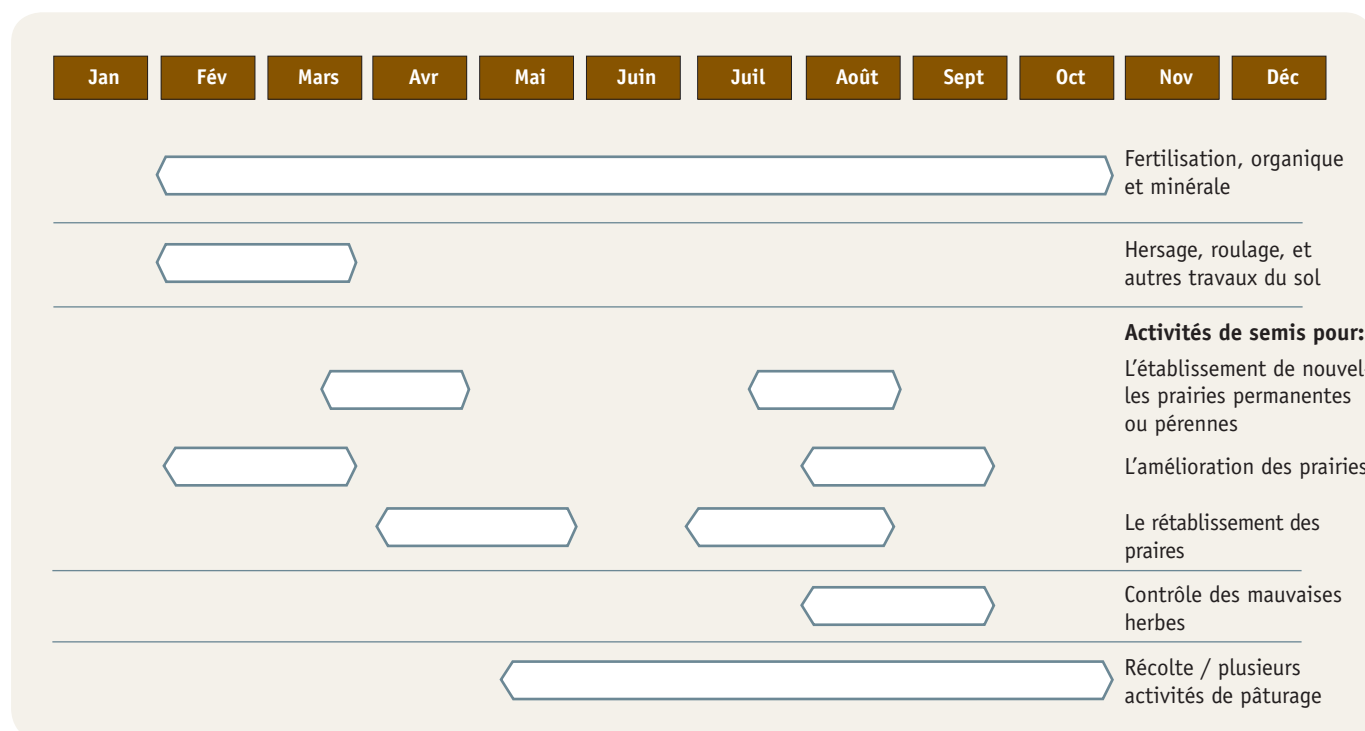 Jan Fév Mars Avr Mai Juin Juil Août Sept Oct Nov Déc
Fertilisation, organique
et minérale
Hersage, roulage, et
autres travaux du sol
Activités de semis pour:
L'établissement de nouvel-
les prairies permanentes
ou pérennes
L'amélioration des prairies
Le rétablissement des
praires
Contrôle des mauvaises
herbes
Récolte / plusieurs
activités de pâturage